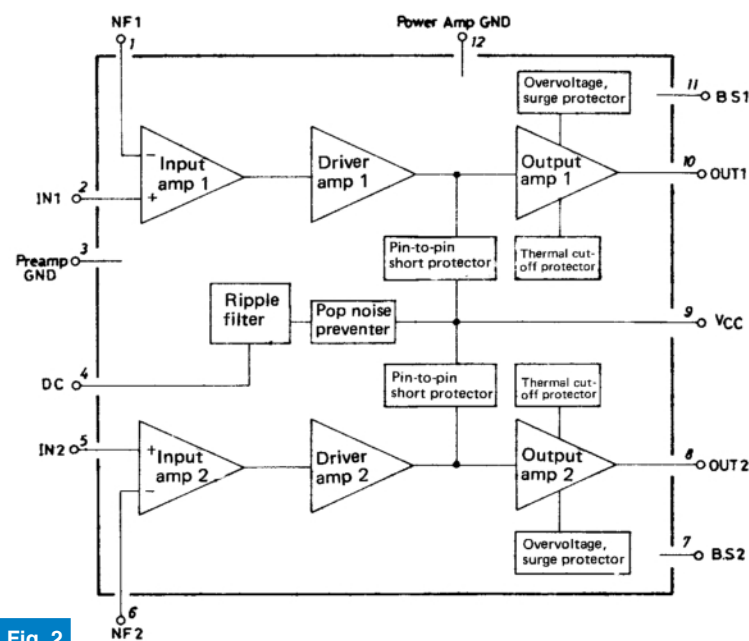 NF1
1
Power Amp GND
12
Overvoltage,
surge protector
11
BS1
Input
amp 1
−
+
Driver
amp 1
Output
amp 1
10
OUT1
2
IN1
3
Preamp
GND
Pin-to-pin
short protector
Thermal cut-
off protector
Ripple
filter
Pop noise
preventer
9
VCC
4
DC
Pin-to-pin
short protector
Thermal cut-
off protector
5
IN2
+
−
Input
amp 2
Driver
amp 2
Output
amp 2
8
OUT2
Overvoltage,
surge protector
7
B.S2
6
NF2
Fig. 2